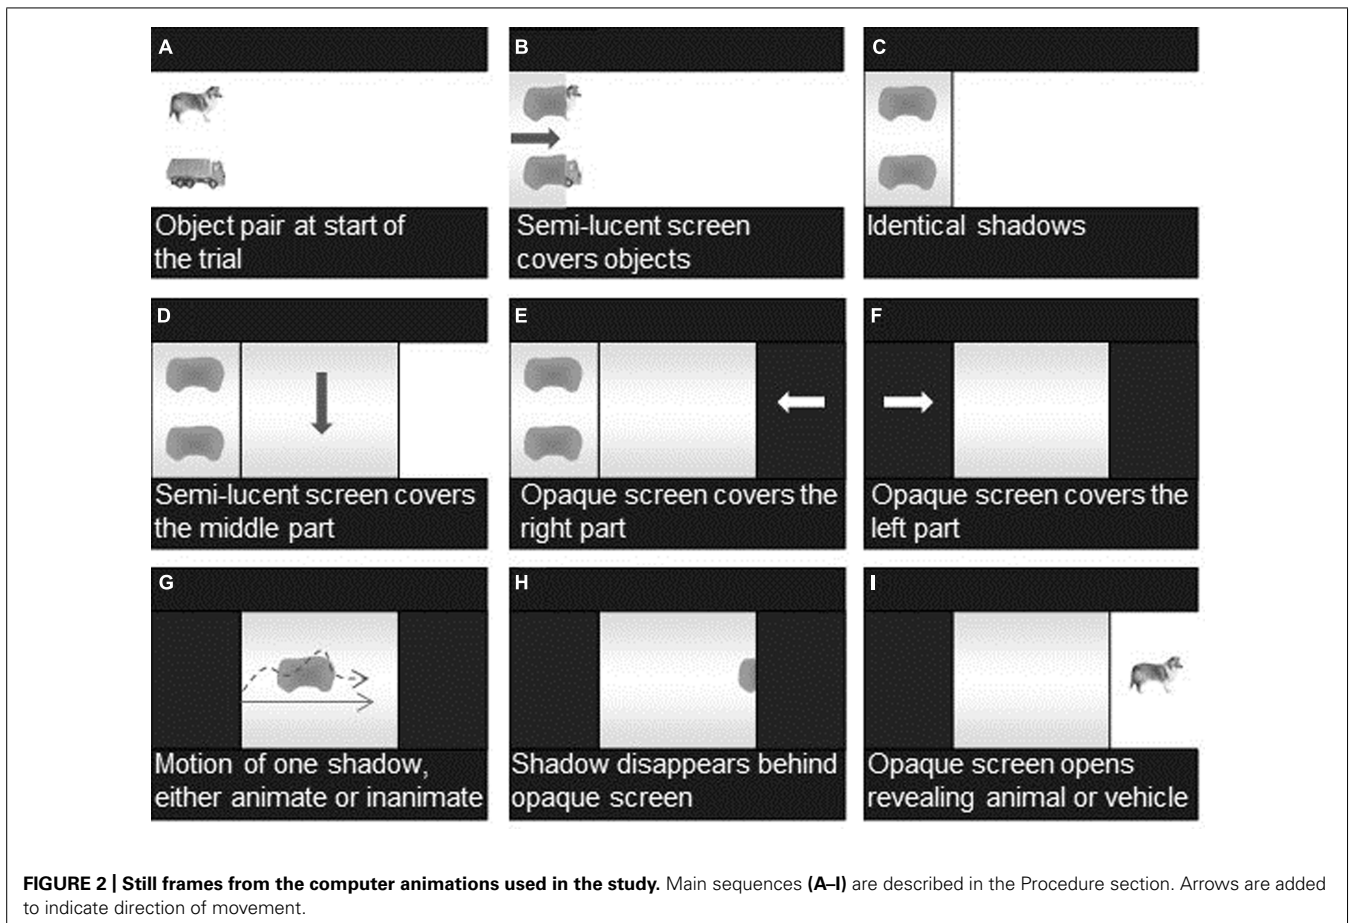 A
Object pair at start of
the trial
B
Semi-lucent screen
covers objects
C
Identical shadows
D
Semi-lucent screen covers
the middle part
E
Opaque screen covers the
right part
F
Opaque screen covers the
left part
G
Motion of one shadow,
either animate or inanimate
H
Shadow disappears behind
opaque screen
I
Opaque screen opens
revealing animal or vehicle
FIGURE 2 | Still frames from the computer animations used in the study. Main sequences (A–I) are described in the Procedure section. Arrows are added
to indicate direction of movement.